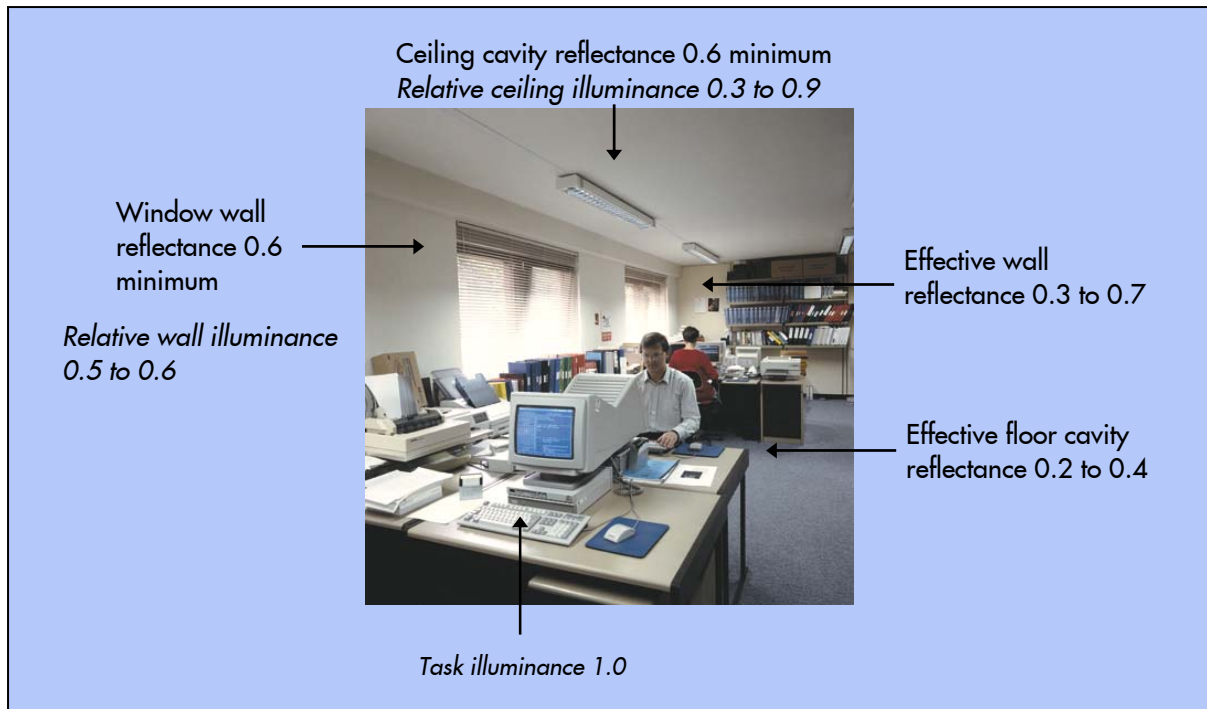 Ceiling cavity reflectance 0.6 minimum
Relative ceiling illuminance 0.3 to 0.9
Window wall
reflectance 0.6
minimum
Relative wall illuminance
0.5 to 0.6
Effective wall
reflectance 0.3 to 0.7
Effective floor cavity
reflectance 0.2 to 0.4
Task illuminance 1.0